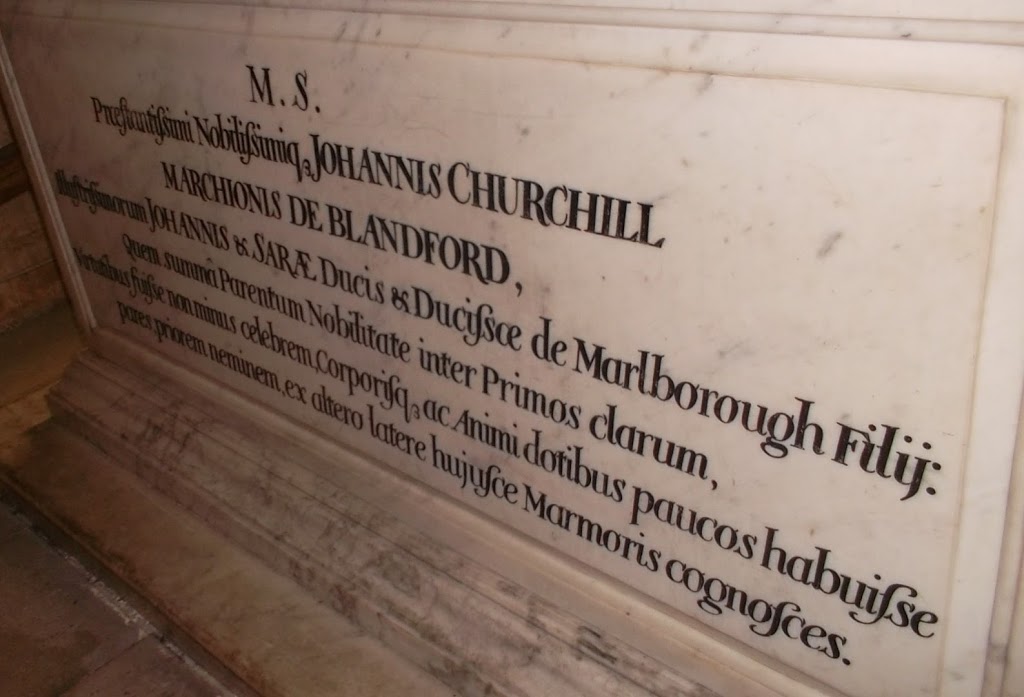 M. S.
Præſtantiſsimi Nobiliſsimiq; JOHANNIS CHURCHILL
MARCHIONIS DE BLANDFORD,
Illuſtriſsimorum JOHANNIS & SARÆ Ducis & Duciſsæ de Marlborough Filij:
Quem summâ Parentum Nobilitate inter Primos clarum,
Virtutibus fuiſse non minus celebrem, Corporiſq; ac Animi dotibus paucos habuiſse
pares, priorem neminem, ex altero latere hujuſce Marmoris cognoſces.